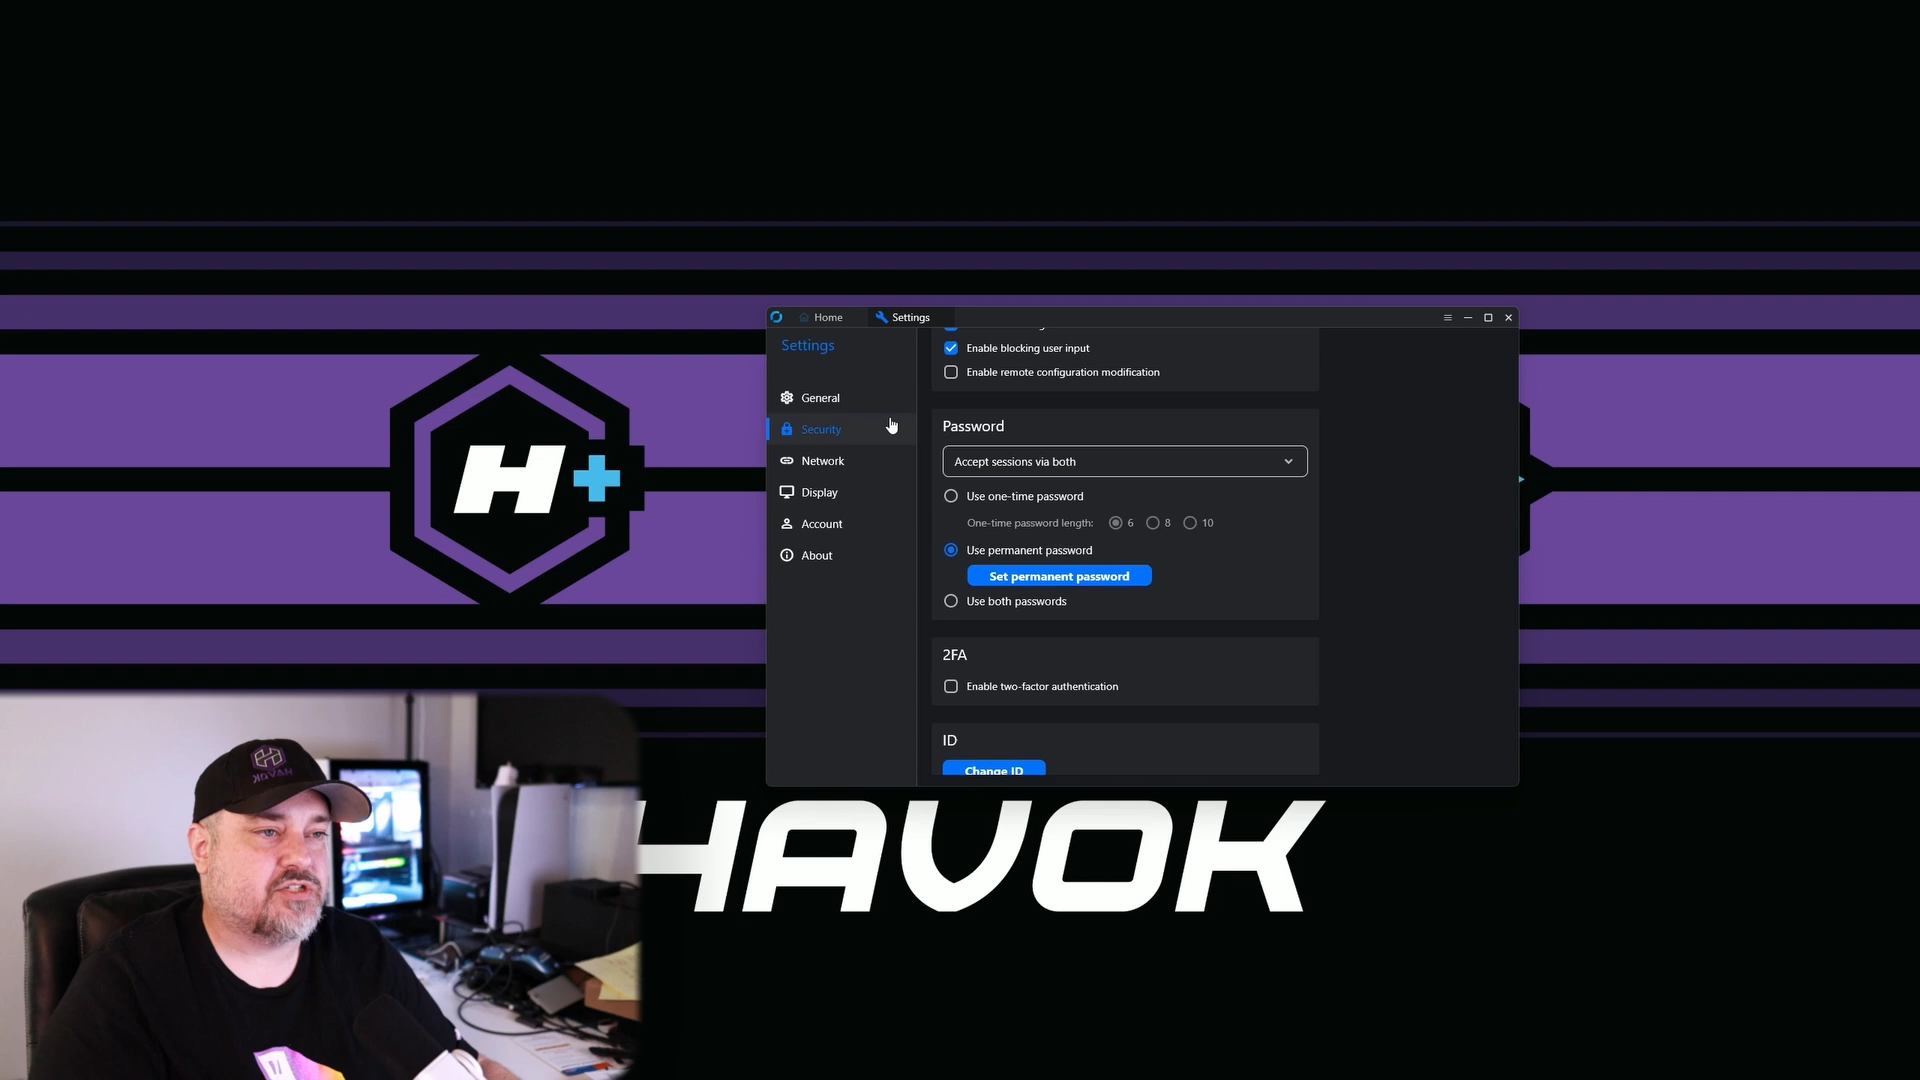 Home
Settings
Settings
General
Security
Network
Display
Account
About
Enable blocking user input
Enable remote configuration modification
Password
Accept sessions via both
Use one-time password
One-time password length: 6 8 10
Use permanent password
Set permanent password
Use both passwords
2FA
Enable two-factor authentication
ID
Change ID
H+
HAVOK
HAVOK